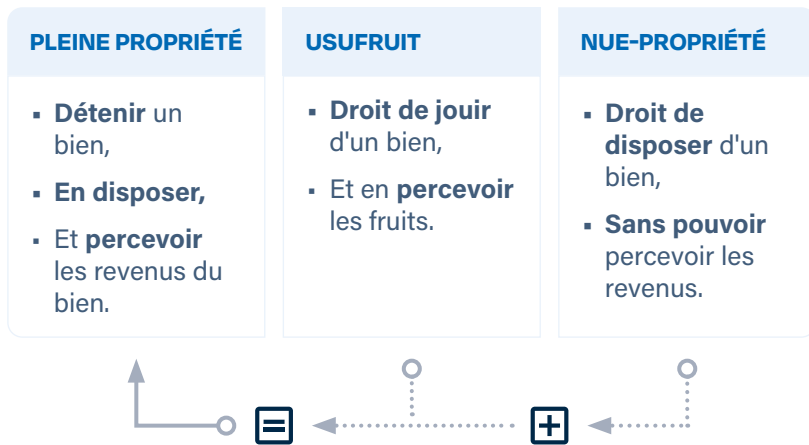 PLEINE PROPRIÉTÉ
▪ Détenir un
bien,
▪ En disposer,
▪ Et percevoir
les revenus du
bien.
USUFRUIT
▪ Droit de jouir
d'un bien,
▪ Et en percevoir
les fruits.
NUE-PROPRIÉTÉ
▪ Droit de
disposer d'un
bien,
▪ Sans pouvoir
percevoir les
revenus.
= +